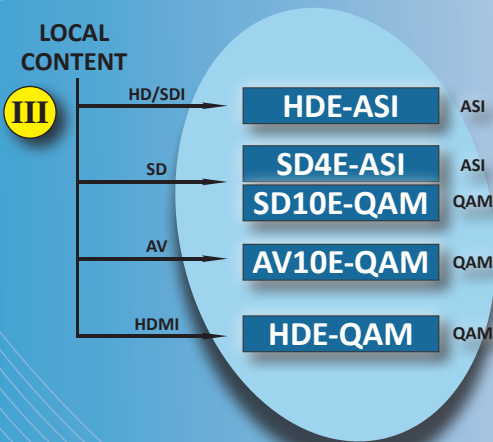 LOCAL
CONTENT
III
HD/SDI
HDE-ASI
ASI
SD
SD4E-ASI
ASI
SD10E-QAM
QAM
AV
AV10E-QAM
QAM
HDMI
HDE-QAM
QAM